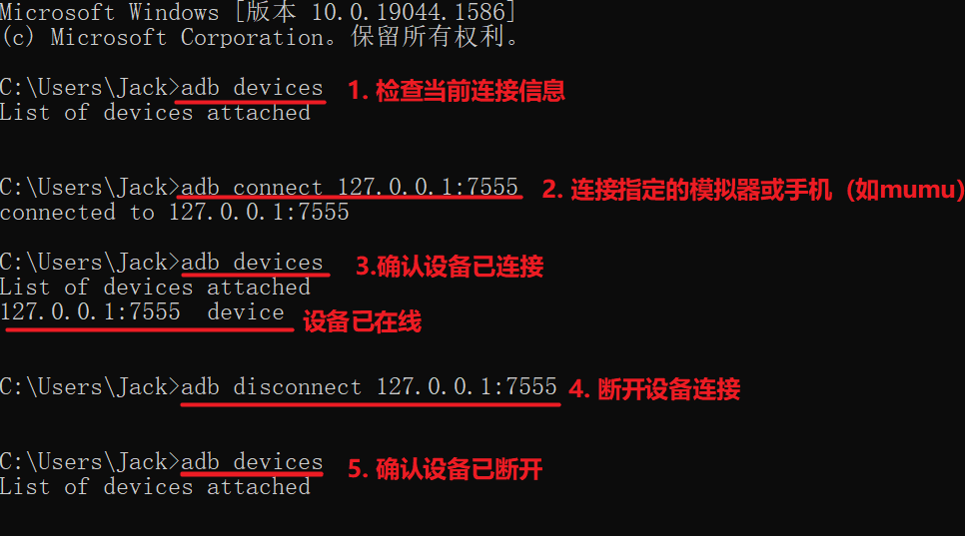 Microsoft Windows [版本 10.0.19044.1586]
(c) Microsoft Corporation。保留所有权利。
C:\Users\Jack>adb devices 1. 检查当前连接信息
List of devices attached
C:\Users\Jack>adb connect 127.0.0.1:7555 2. 连接指定的模拟器或手机（如mumu）
connected to 127.0.0.1:7555
C:\Users\Jack>adb devices 3.确认设备已连接
List of devices attached
127.0.0.1:7555 device 设备已在线
C:\Users\Jack>adb disconnect 127.0.0.1:7555 4. 断开设备连接
C:\Users\Jack>adb devices 5. 确认设备已断开
List of devices attached